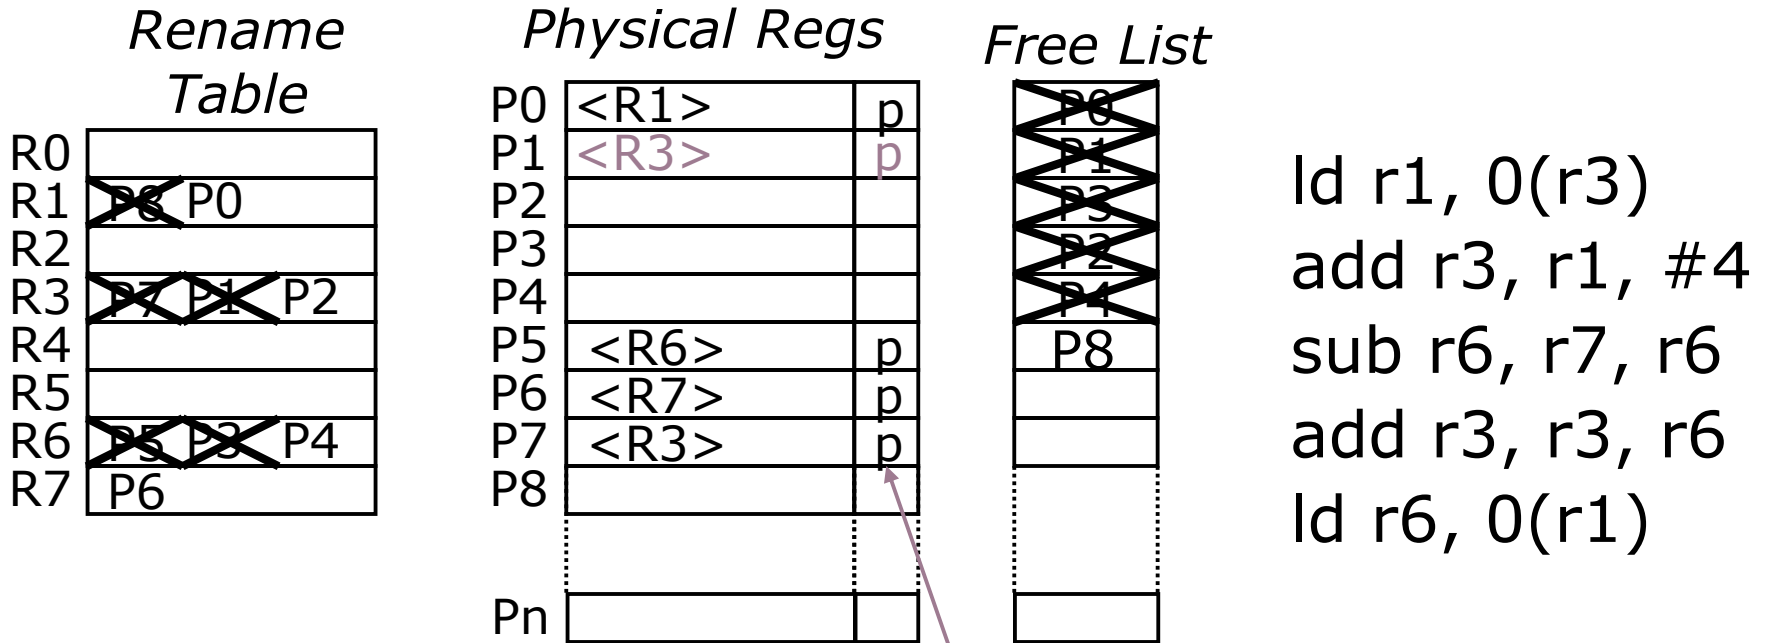 Rename
Table
R0
R1 P8 P0
R2
R3 P7 P1 P2
R4
R5
R6 P5 P3 P4
R7 P6
Physical Regs
P0 <R1> p
P1 <R3> p
P2
P3
P4
P5 <R6> p
P6 <R7> p
P7 <R3> p
P8
Pn
Free List
P0
P1
P3
P2
P4
P8
ld r1, 0(r3)
add r3, r1, #4
sub r6, r7, r6
add r3, r3, r6
ld r6, 0(r1)